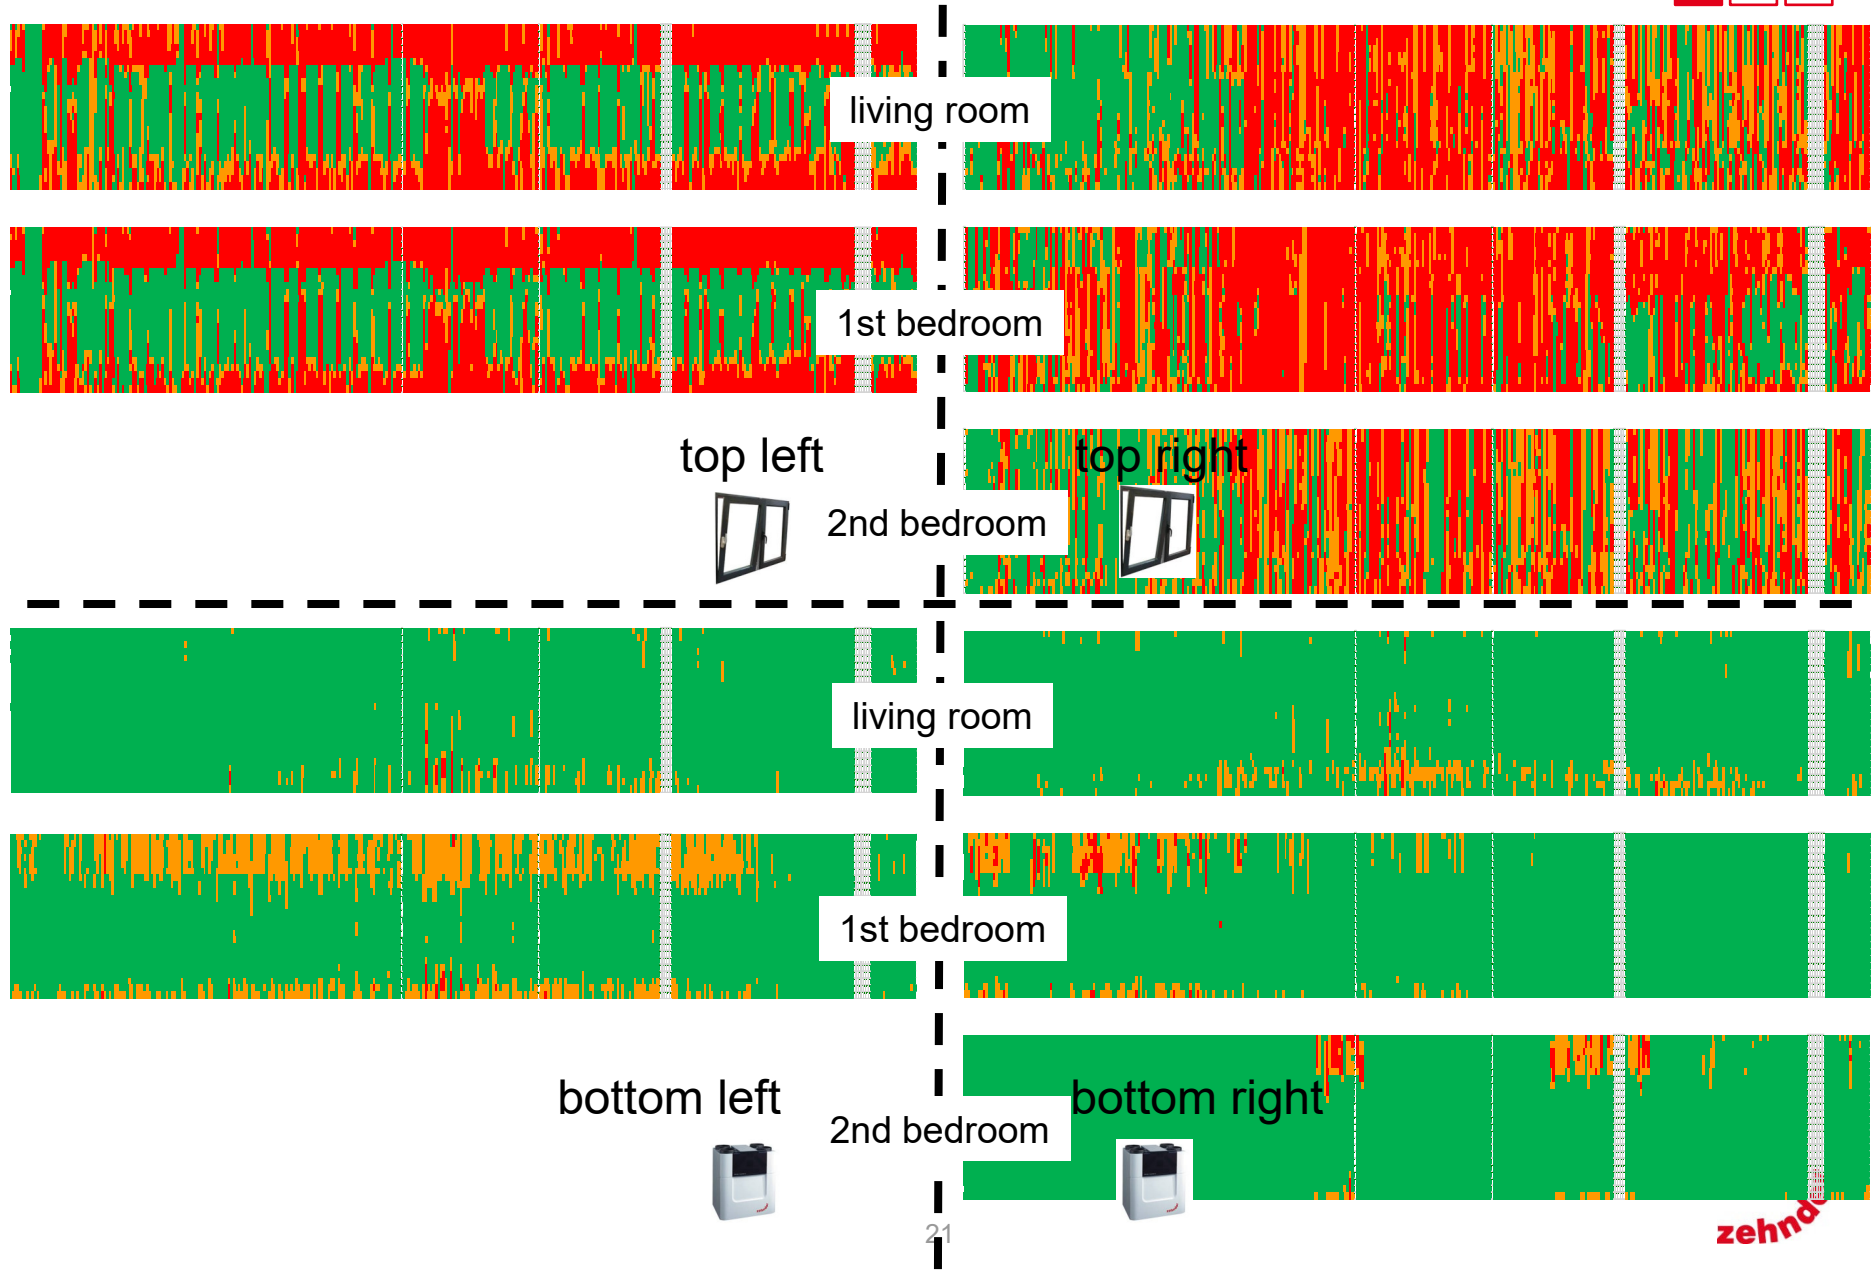 living room
1st bedroom
top left
top right
2nd bedroom
living room
1st bedroom
bottom left
bottom right
2nd bedroom
21